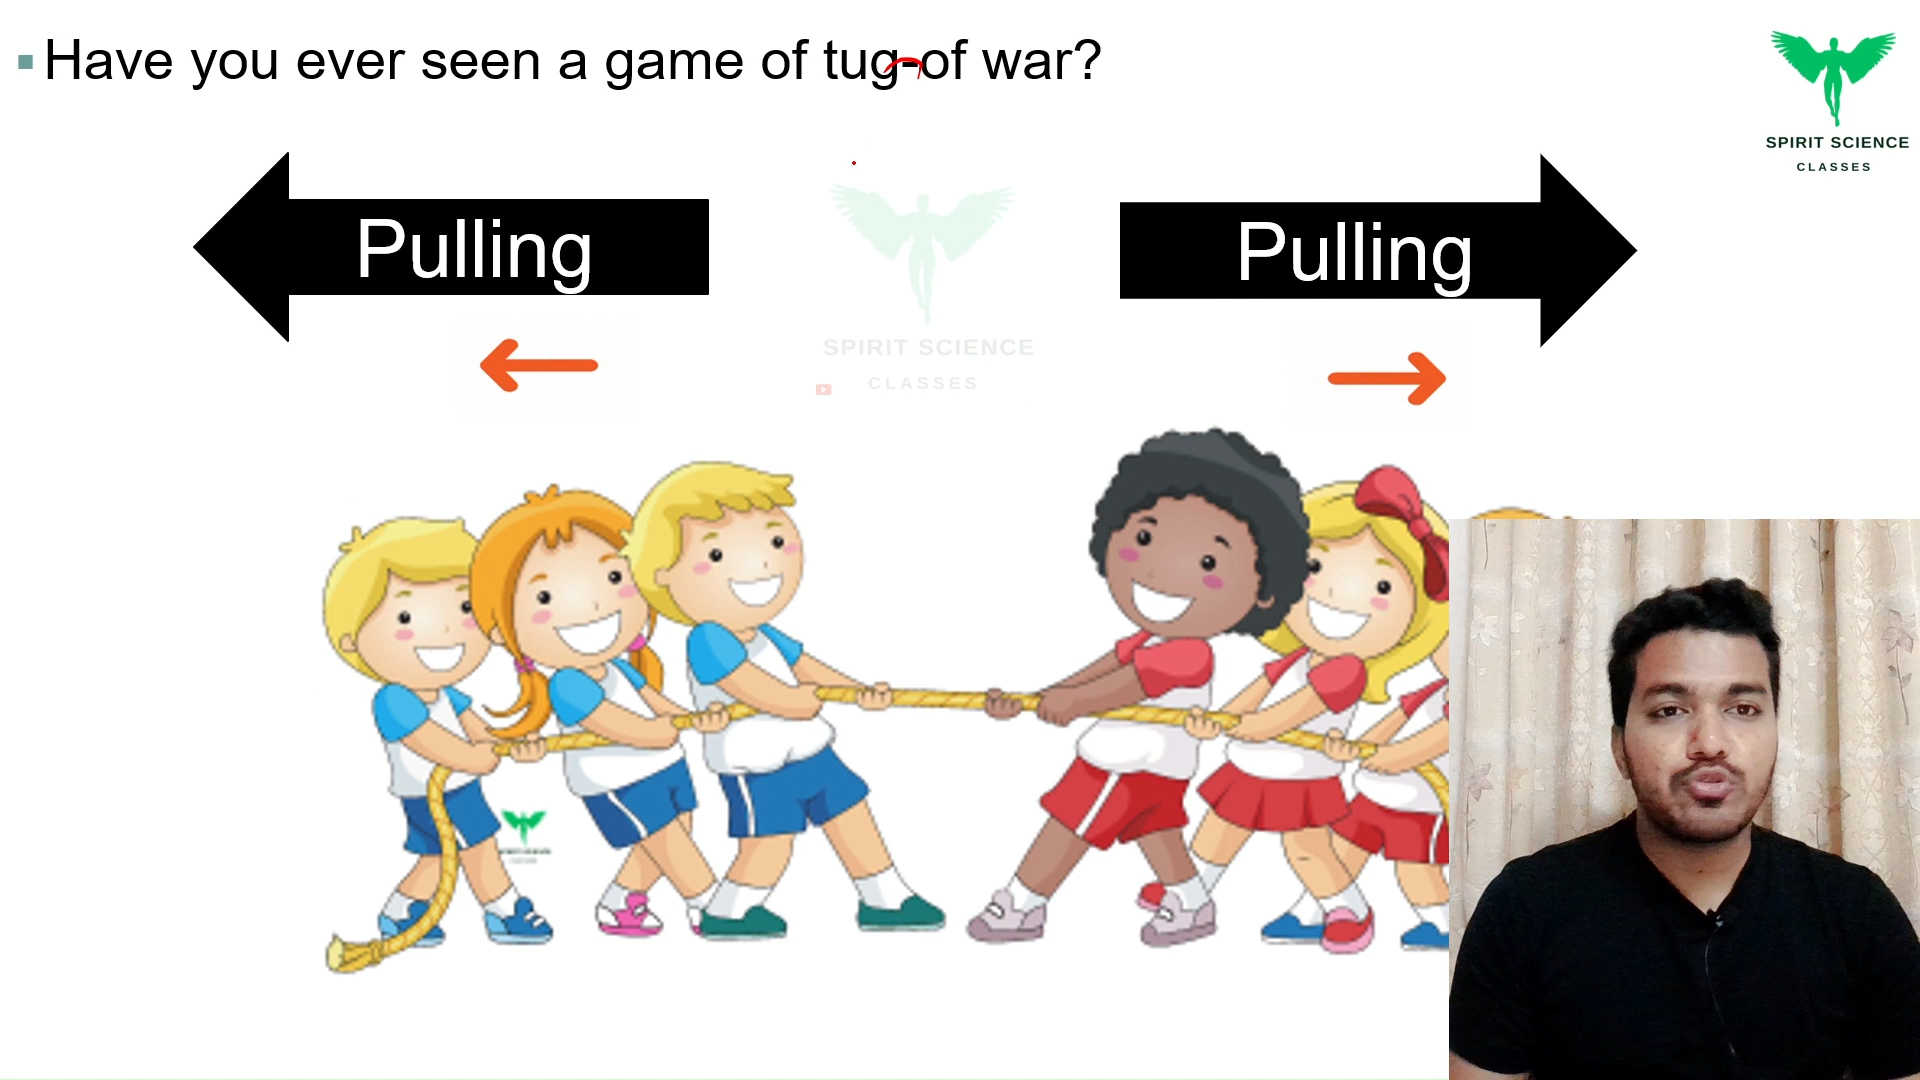 Have you ever seen a game of tug-of war?
SPIRIT SCIENCE
CLASSES
Pulling
Pulling
SPIRIT SCIENCE
CLASSES